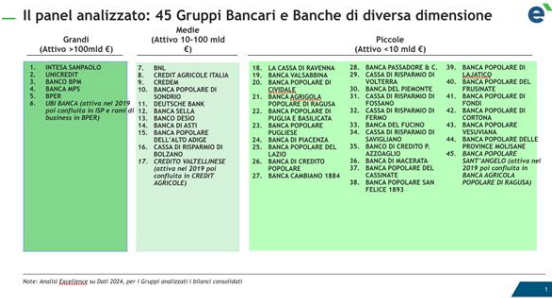 Il panel analizzato: 45 Gruppi Bancari e Banche di diversa dimensione
Grandi
(Attivo >100mld €)
Medie
(Attivo 10-100 mld
€)
Piccole
(Attivo <10 mld €)
1. INTESA SANPAOLO
2. UNICREDIT
3. BANCO BPM
4. BANCA MPS
5. BPER
6. UBI BANCA (attiva nel 2019
poi confluita in ISP e rami di
business in BPER)
7. BNL
8. CREDIT AGRICOLE ITALIA
9. CREDEM
10. BANCA POPOLARE DI
SONDRIO
11. DEUTSCHE BANK
12. BANCA SELLA
13. BANCO DESIO
14. BANCA DI ASTI
15. BANCA POPOLARE
DELL'ALTO ADIGE
16. CASSA DI RISPARMIO DI
BOLZANO
17. CREDITO VALTELLINESE
(attiva nel 2019 poi
confluita in CREDIT
AGRICOLE)
18. LA CASSA DI RAVENNA
19. BANCA VALSABBINA
20. BANCA POPOLARE DI
CIVIDALE
21. BANCA AGRIGOLA
POPOLARE DI RAGUSA
22. BANCA POPOLARE DI
PUGLIA E BASILICATA
23. BANCA POPOLARE
PUGLIESE
24. BANCA DI PIACENZA
25. BANCA POPOLARE DEL
LAZIO
26. BANCA DI CREDITO
POPOLARE
27. BANCA CAMBIANO 1884
28. BANCA PASSADORE & C.
29. CASSA DI RISPARMIO DI
VOLTERRA
30. BANCA DEL PIEMONTE
31. CASSA DI RISPARMIO DI
FOSSANO
32. CASSA DI RISPARMIO DI
FERMO
33. BANCA DEL FUCINO
34. CASSA DI RISPARMIO DI
SAVIGLIANO
35. BANCO DI CREDITO P.
AZZOAGLIO
36. BANCA DI MACERATA
37. BANCA POPOLARE DEL
CASSINATE
38. BANCA POPOLARE SAN
FELICE 1893
39. BANCA POPOLARE DI
LAJATICO
40. BANCA POPOLARE DEL
FRUSINATE
41. BANCA POPOLARE DI
FONDI
42. BANCA POPOLARE DI
CORTONA
43. BANCA POPOLARE
VESUVIANA
44. BANCA POPOLARE DELLE
PROVINCE MOLISANE
45. BANCA POPOLARE
SANT'ANGELO (attiva nel
2019 poi confluita in
BANCA AGRICOLA
POPOLARE DI RAGUSA)
Note: Analisi Excellence su Dati 2024, per i Gruppi analizzati i bilanci consolidati
1